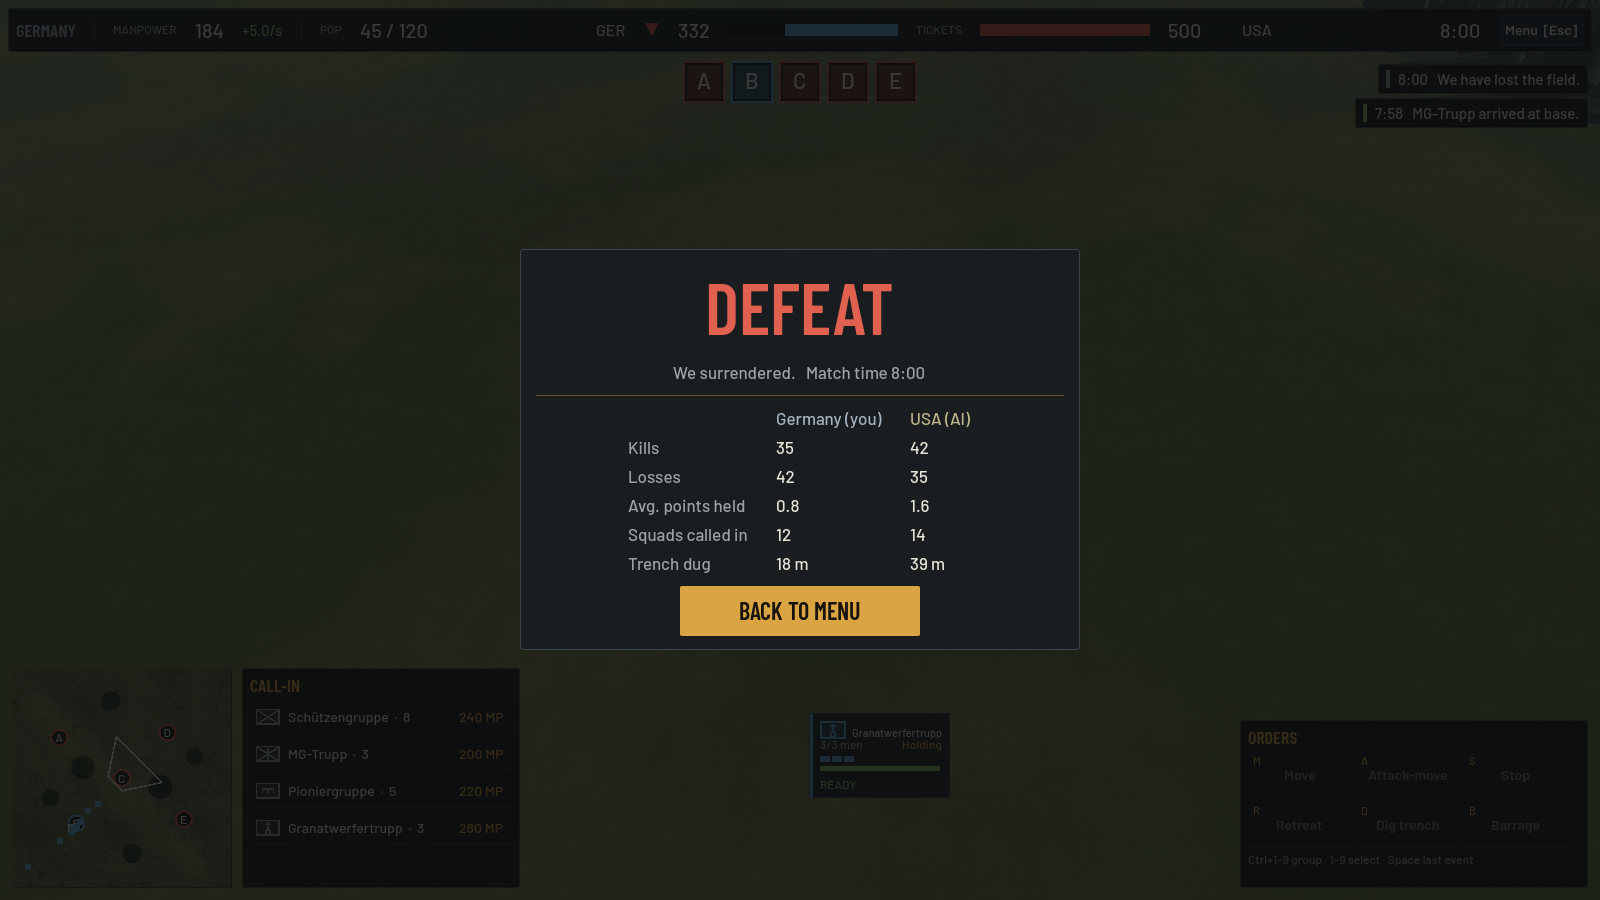 GERMANY MANPOWER 184 +5.0/s POP 45 / 120 GER 332 TICKETS 500 USA 8:00 Menu [Esc]
A B C D E
8:00 We have lost the field.
7:58 MG-Trupp arrived at base.
DEFEAT
We surrendered. Match time 8:00
Germany (you) USA (AI)
Kills 35 42
Losses 42 35
Avg. points held 0.8 1.6
Squads called in 12 14
Trench dug 18 m 39 m
BACK TO MENU
A D C E
CALL-IN
Schützengruppe · 8 240 MP
MG-Trupp · 3 200 MP
Pioniergruppe · 5 220 MP
Granatwerfertrupp · 3 280 MP
Granatwerfertrupp
3/3 men Holding
READY
ORDERS
M Move A Attack-move S Stop
R Retreat D Dig trench B Barrage
Ctrl+1-9 group · 1-9 select · Space last event